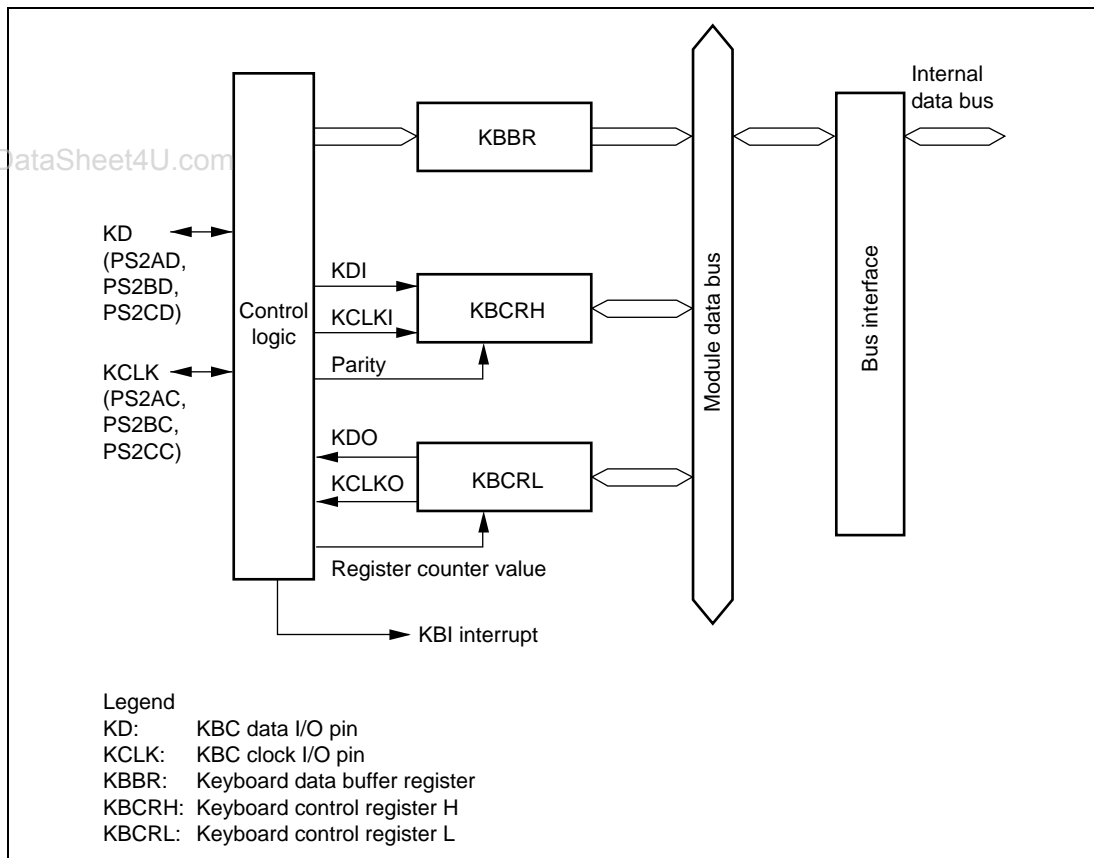 Internal
data bus
KBBR
DataSheet4U.com
KD
(PS2AD,
PS2BD,
PS2CD)
KDI
Control
logic
KBCRH
KCLKI
Parity
KCLK
(PS2AC,
PS2BC,
PS2CC)
KDO
KBCRL
KCLKO
Register counter value
Module data bus
Bus interface
KBI interrupt
Legend
KD: KBC data I/O pin
KCLK: KBC clock I/O pin
KBBR: Keyboard data buffer register
KBCRH: Keyboard control register H
KBCRL: Keyboard control register L